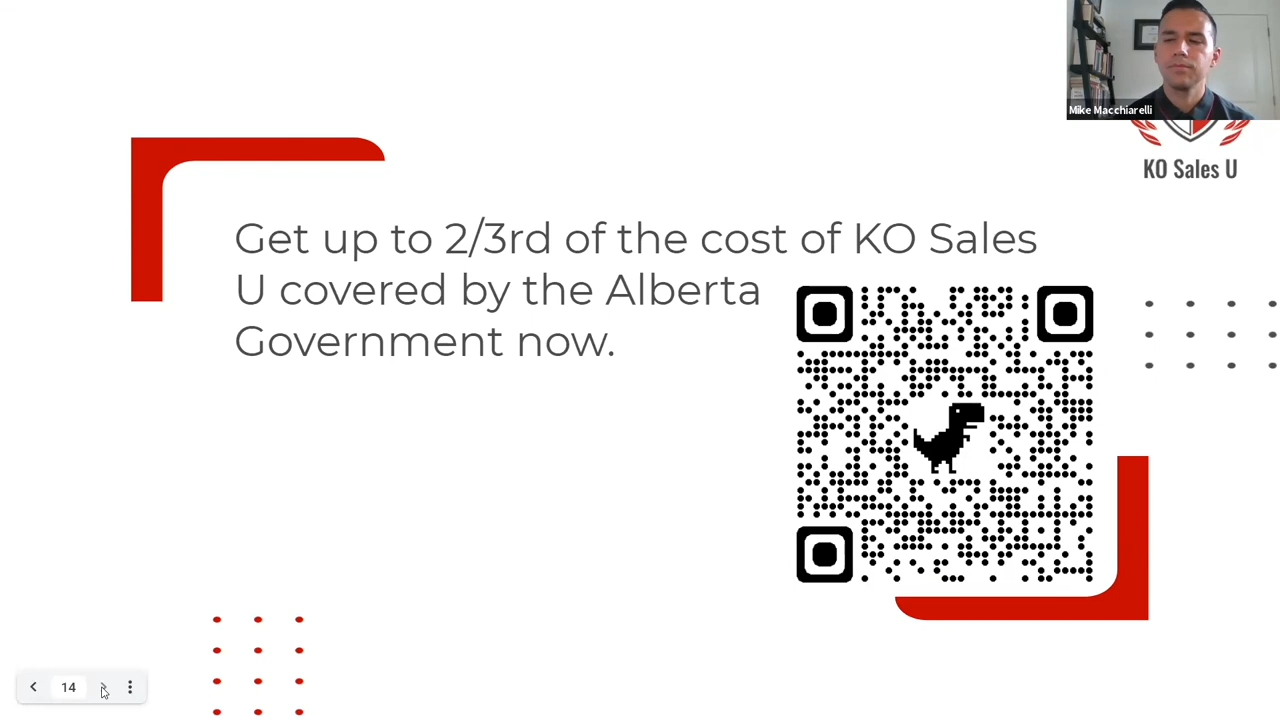 Mike Macchiarelli
KO Sales U
Get up to 2/3rd of the cost of KO Sales
U covered by the Alberta
Government now.
14